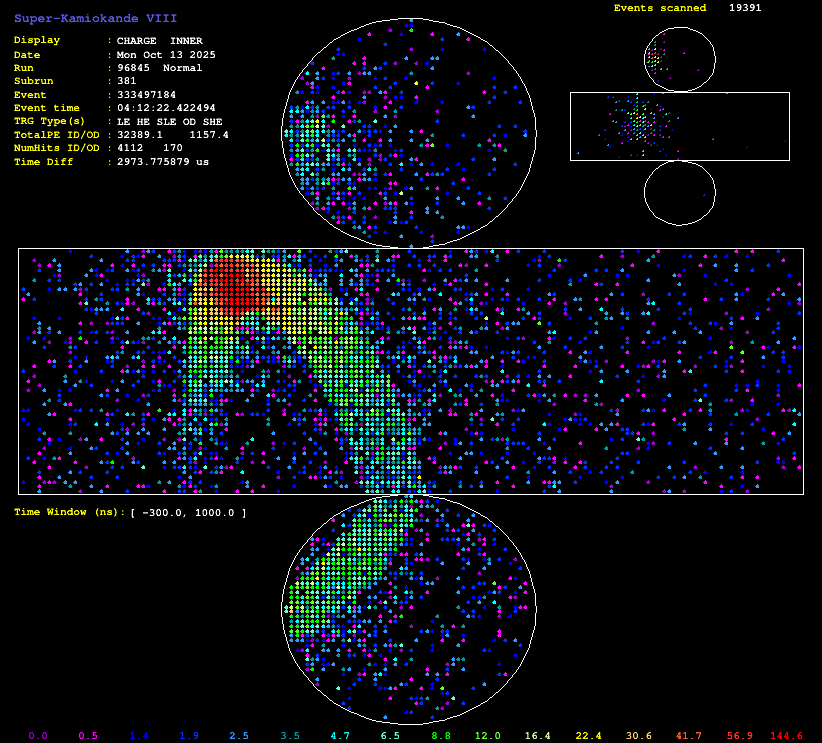 Events scanned 19391
Super-Kamiokande VIII
Display : CHARGE INNER
Date : Mon Oct 13 2025
Run : 96845 Normal
Subrun : 381
Event : 333497184
Event time : 04:12:22.422494
TRG Type(s) : LE HE SLE OD SHE
TotalPE ID/OD : 32389.1 1157.4
NumHits ID/OD : 4112 170
Time Diff : 2973.775879 us
Time Window (ns): [ -300.0, 1000.0 ]
0.0 0.5 1.4 1.9 2.5 3.5 4.7 6.5 8.8 12.0 16.4 22.4 30.6 41.7 56.9 144.6